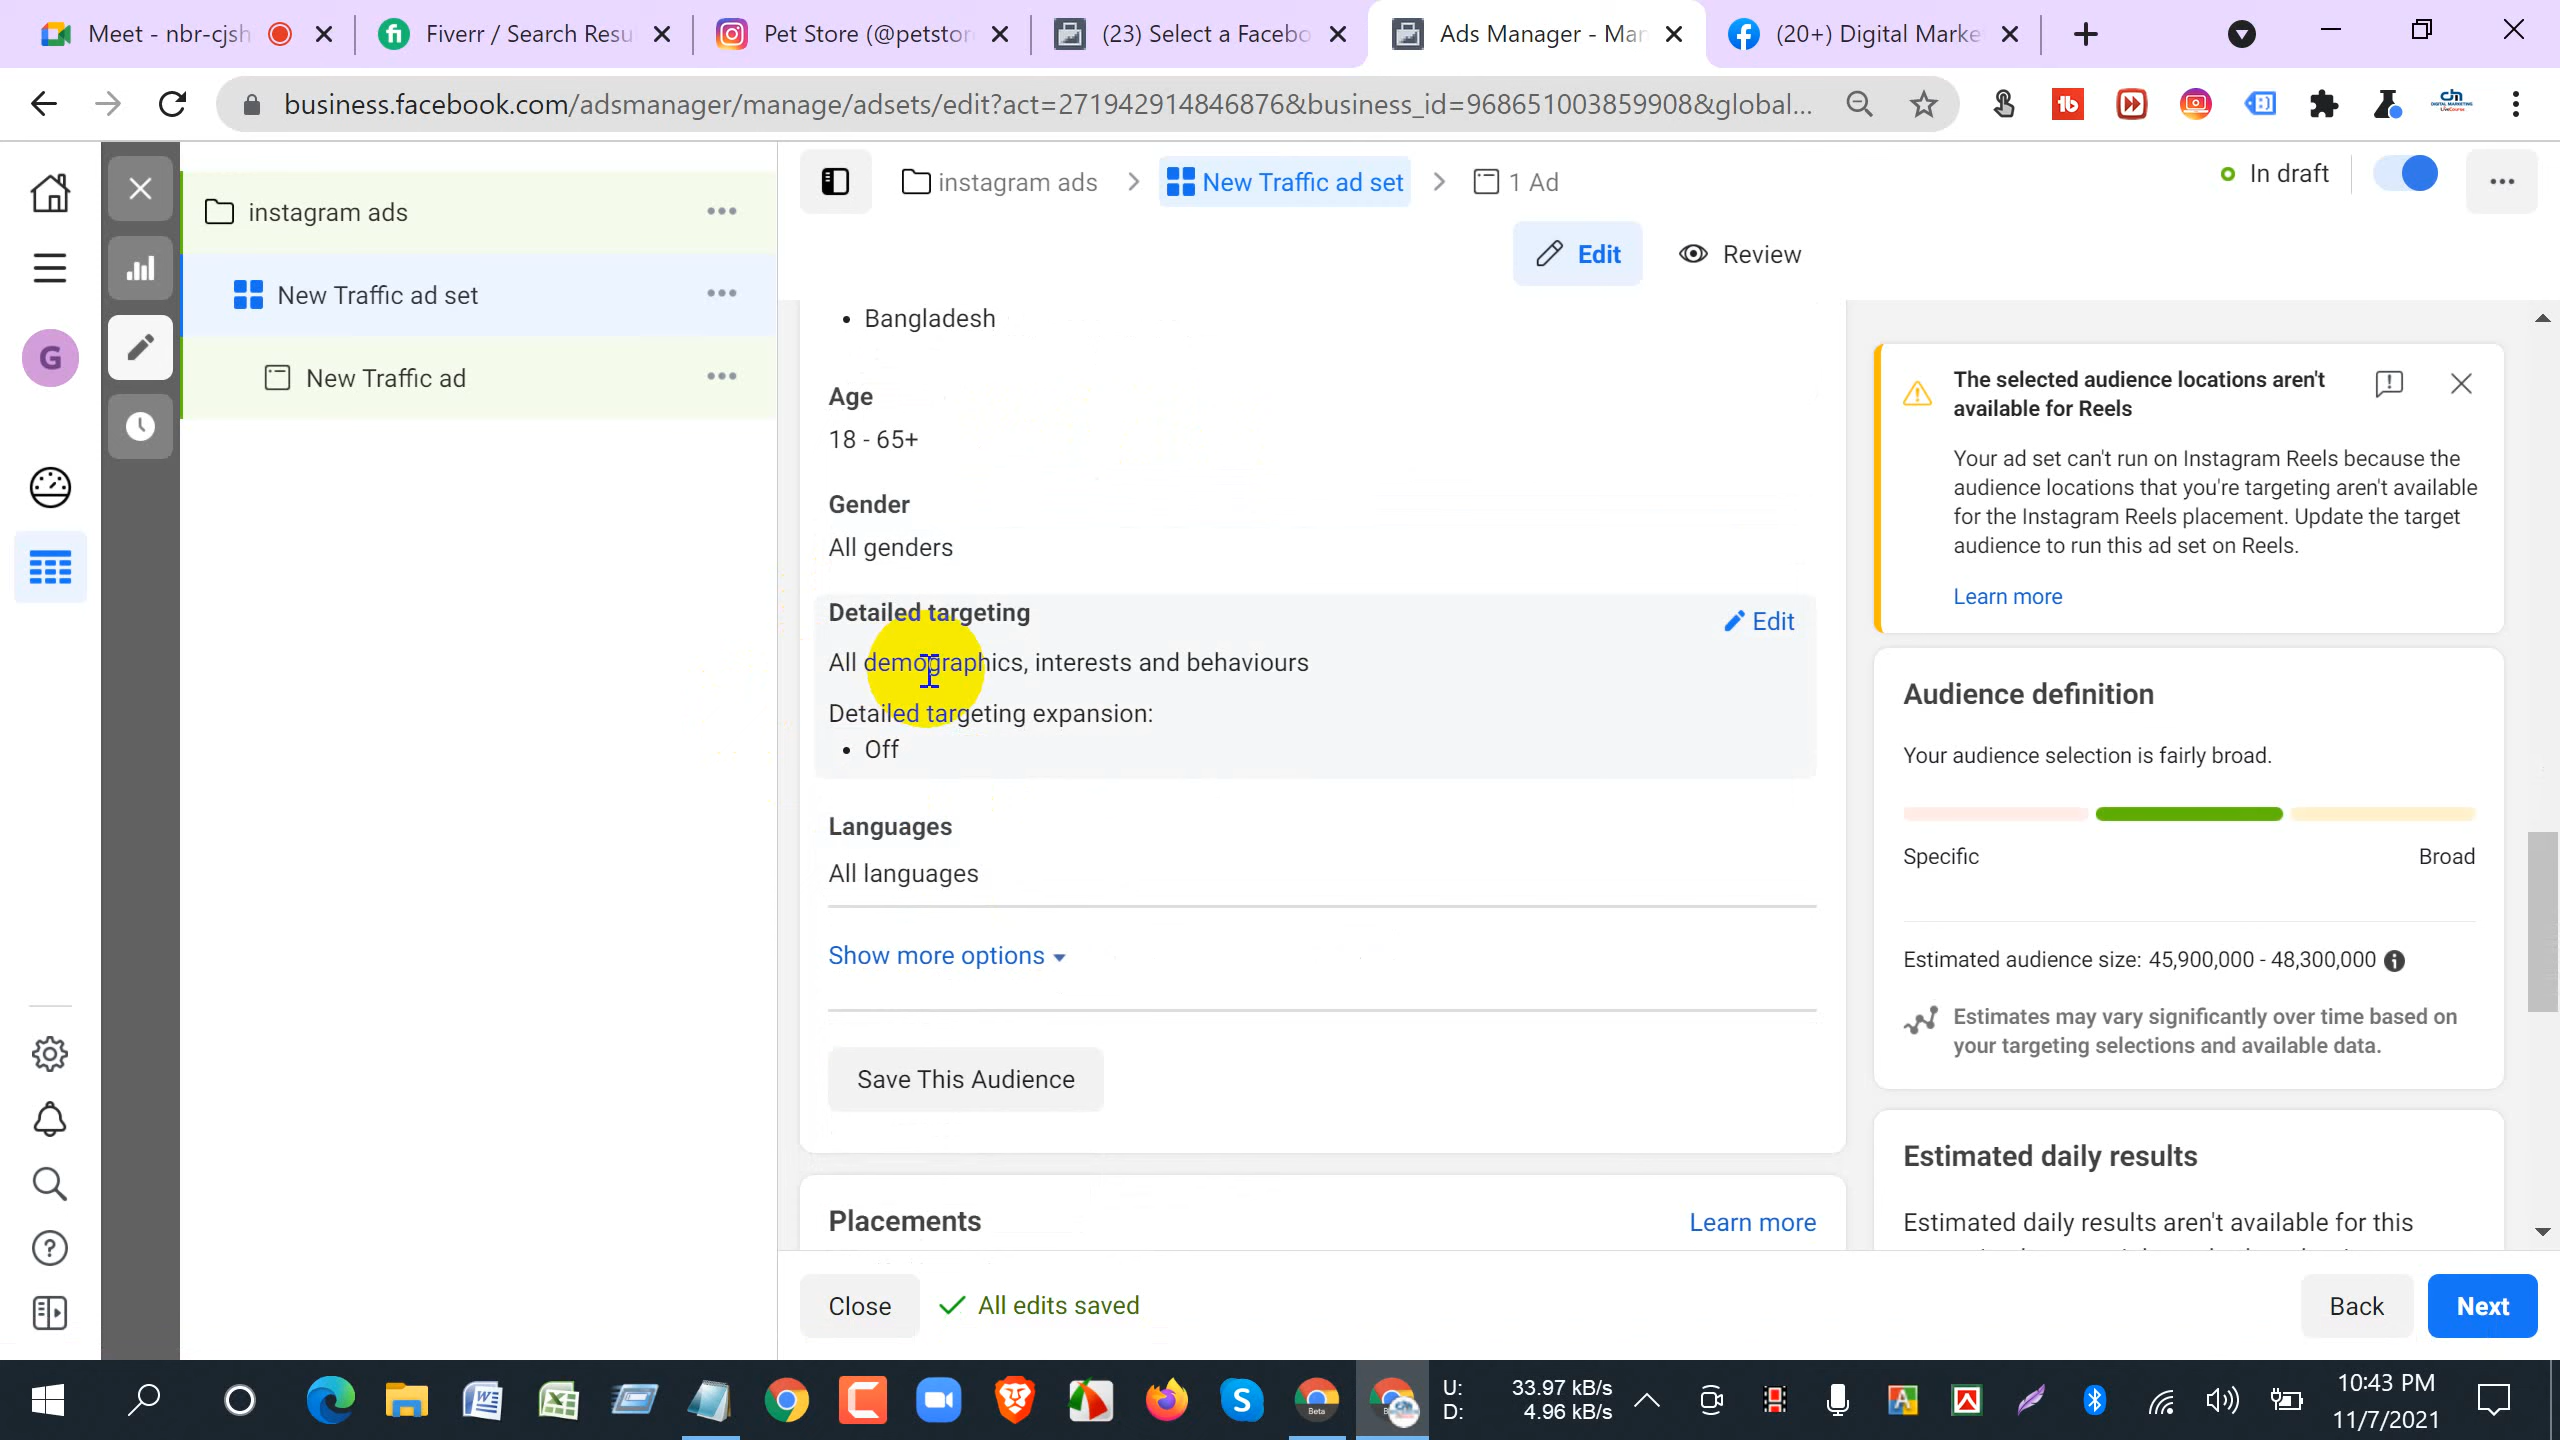 Meet - nbr-cjsh
Fiverr / Search Resu
Pet Store (@petstor
(23) Select a Facebo
Ads Manager - Mar
(20+) Digital Marke
business.facebook.com/adsmanager/manage/adsets/edit?act=271942914846876&business_id=968651003859908&global...
instagram ads
New Traffic ad set
1 Ad
In draft
Edit
Review
G
instagram ads
New Traffic ad set
New Traffic ad
• Bangladesh
Age
18 - 65+
Gender
All genders
Detailed targeting
Edit
All demographics, interests and behaviours
Detailed targeting expansion:
• Off
Languages
All languages
Show more options
Save This Audience
Placements
Learn more
The selected audience locations aren't
available for Reels
Your ad set can't run on Instagram Reels because the
audience locations that you're targeting aren't available
for the Instagram Reels placement. Update the target
audience to run this ad set on Reels.
Learn more
Audience definition
Your audience selection is fairly broad.
Specific
Broad
Estimated audience size: 45,900,000 - 48,300,000
Estimates may vary significantly over time based on
your targeting selections and available data.
Estimated daily results
Estimated daily results aren't available for this
Close
All edits saved
Back
Next
U: 33.97 kB/s
D: 4.96 kB/s
10:43 PM
11/7/2021